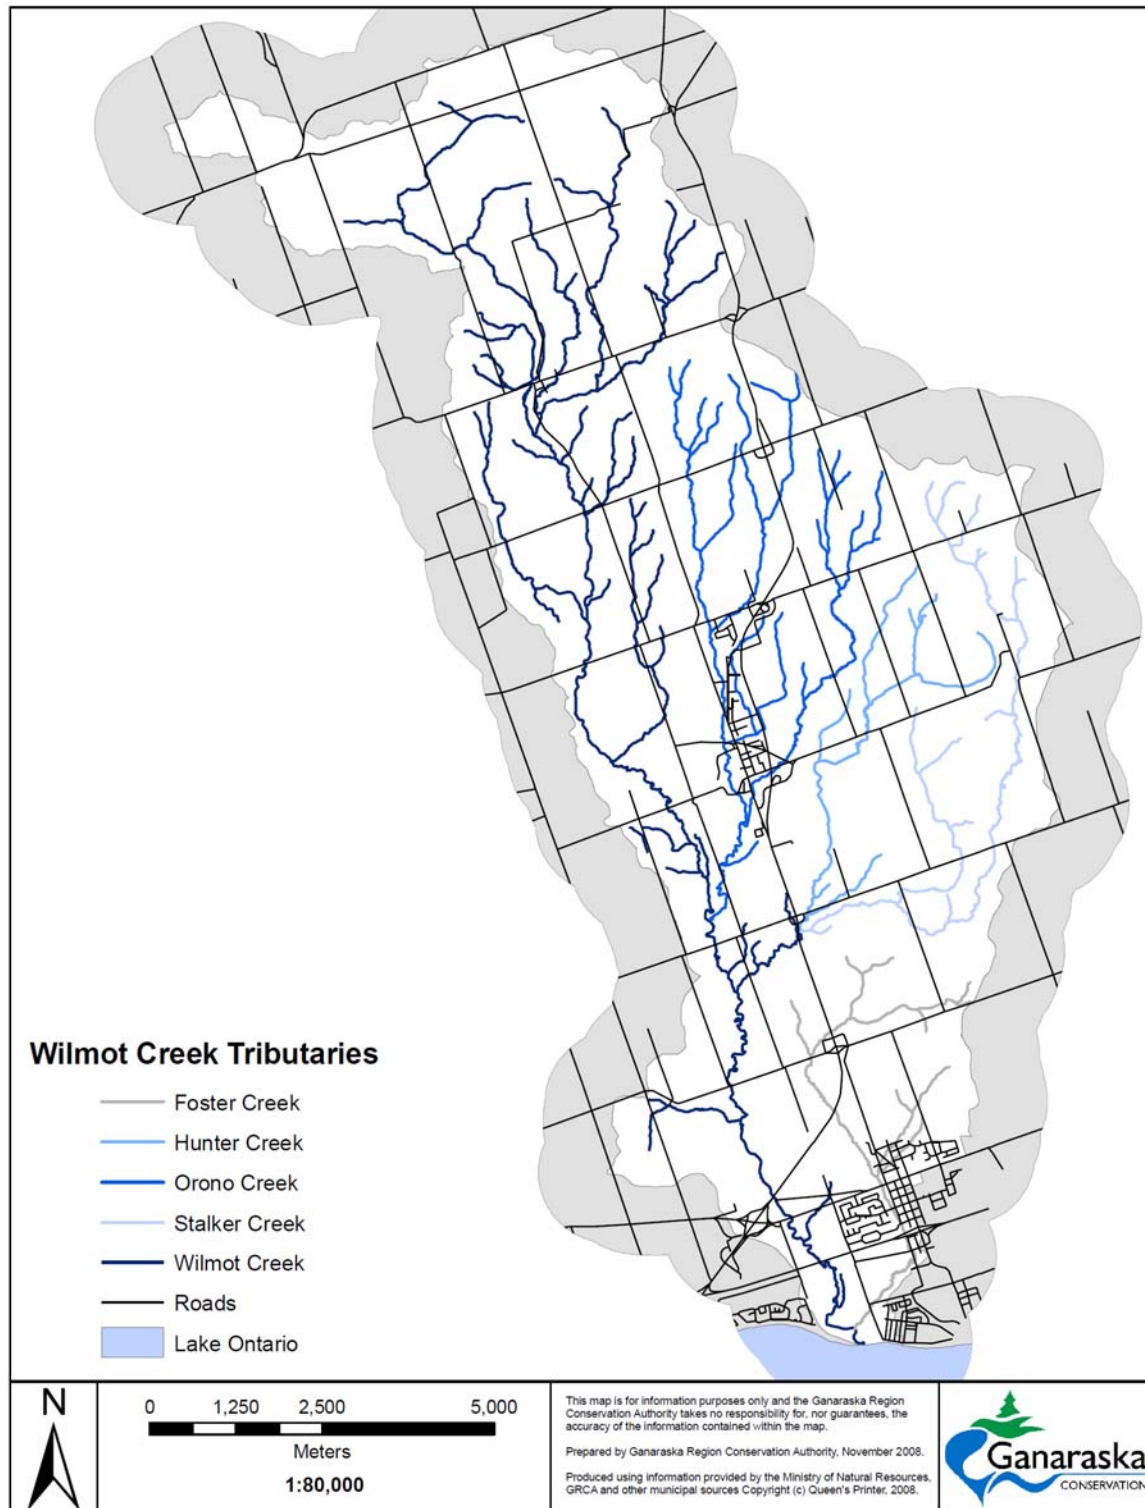 Wilmot Creek Tributaries
Foster Creek
Hunter Creek
Orono Creek
Stalker Creek
Wilmot Creek
Roads
Lake Ontario
N
0 1,250 2,500 5,000
Meters
1:80,000
This map is for information purposes only and the Ganaraska Region
Conservation Authority takes no responsibility for, nor guarantees, the
accuracy of the information contained within the map.
Prepared by Ganaraska Region Conservation Authority, November 2008.
Produced using information provided by the Ministry of Natural Resources,
GRCA and other municipal sources Copyright (c) Queen's Printer, 2008.
Ganaraska
CONSERVATION